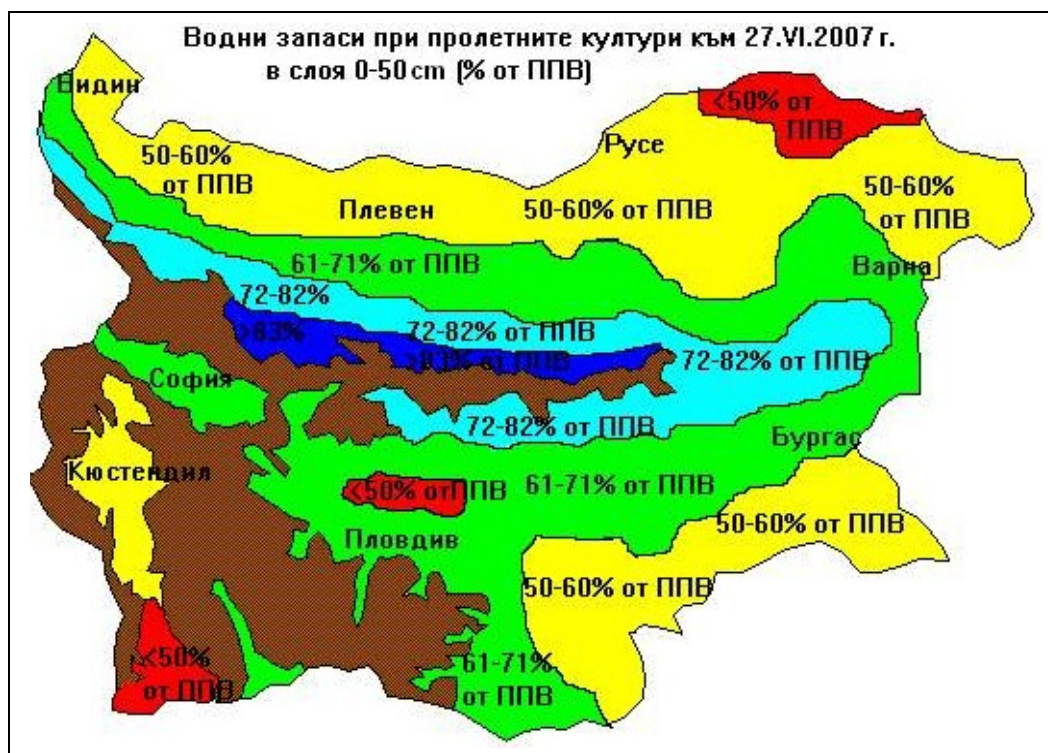 Водни запаси при пролетните култури към 27.VI.2007 г.
в слоя 0-50 cm (% от ППВ)
Видин
<50% от
ППВ
Русе
50-60%
от ППВ
50-60%
от ППВ
Плевен
50-60% от ППВ
61-71% от ППВ
Варна
72-82%
>83%
72-82% от ППВ
>83% от ППВ
72-82% от ППВ
София
72-82% от ППВ
Бургас
Кюстендил
<50% от ППВ
61-71% от ППВ
50-60% от ППВ
Пловдив
50-60% от ППВ
<50%
от ППВ
61-71%
от ППВ